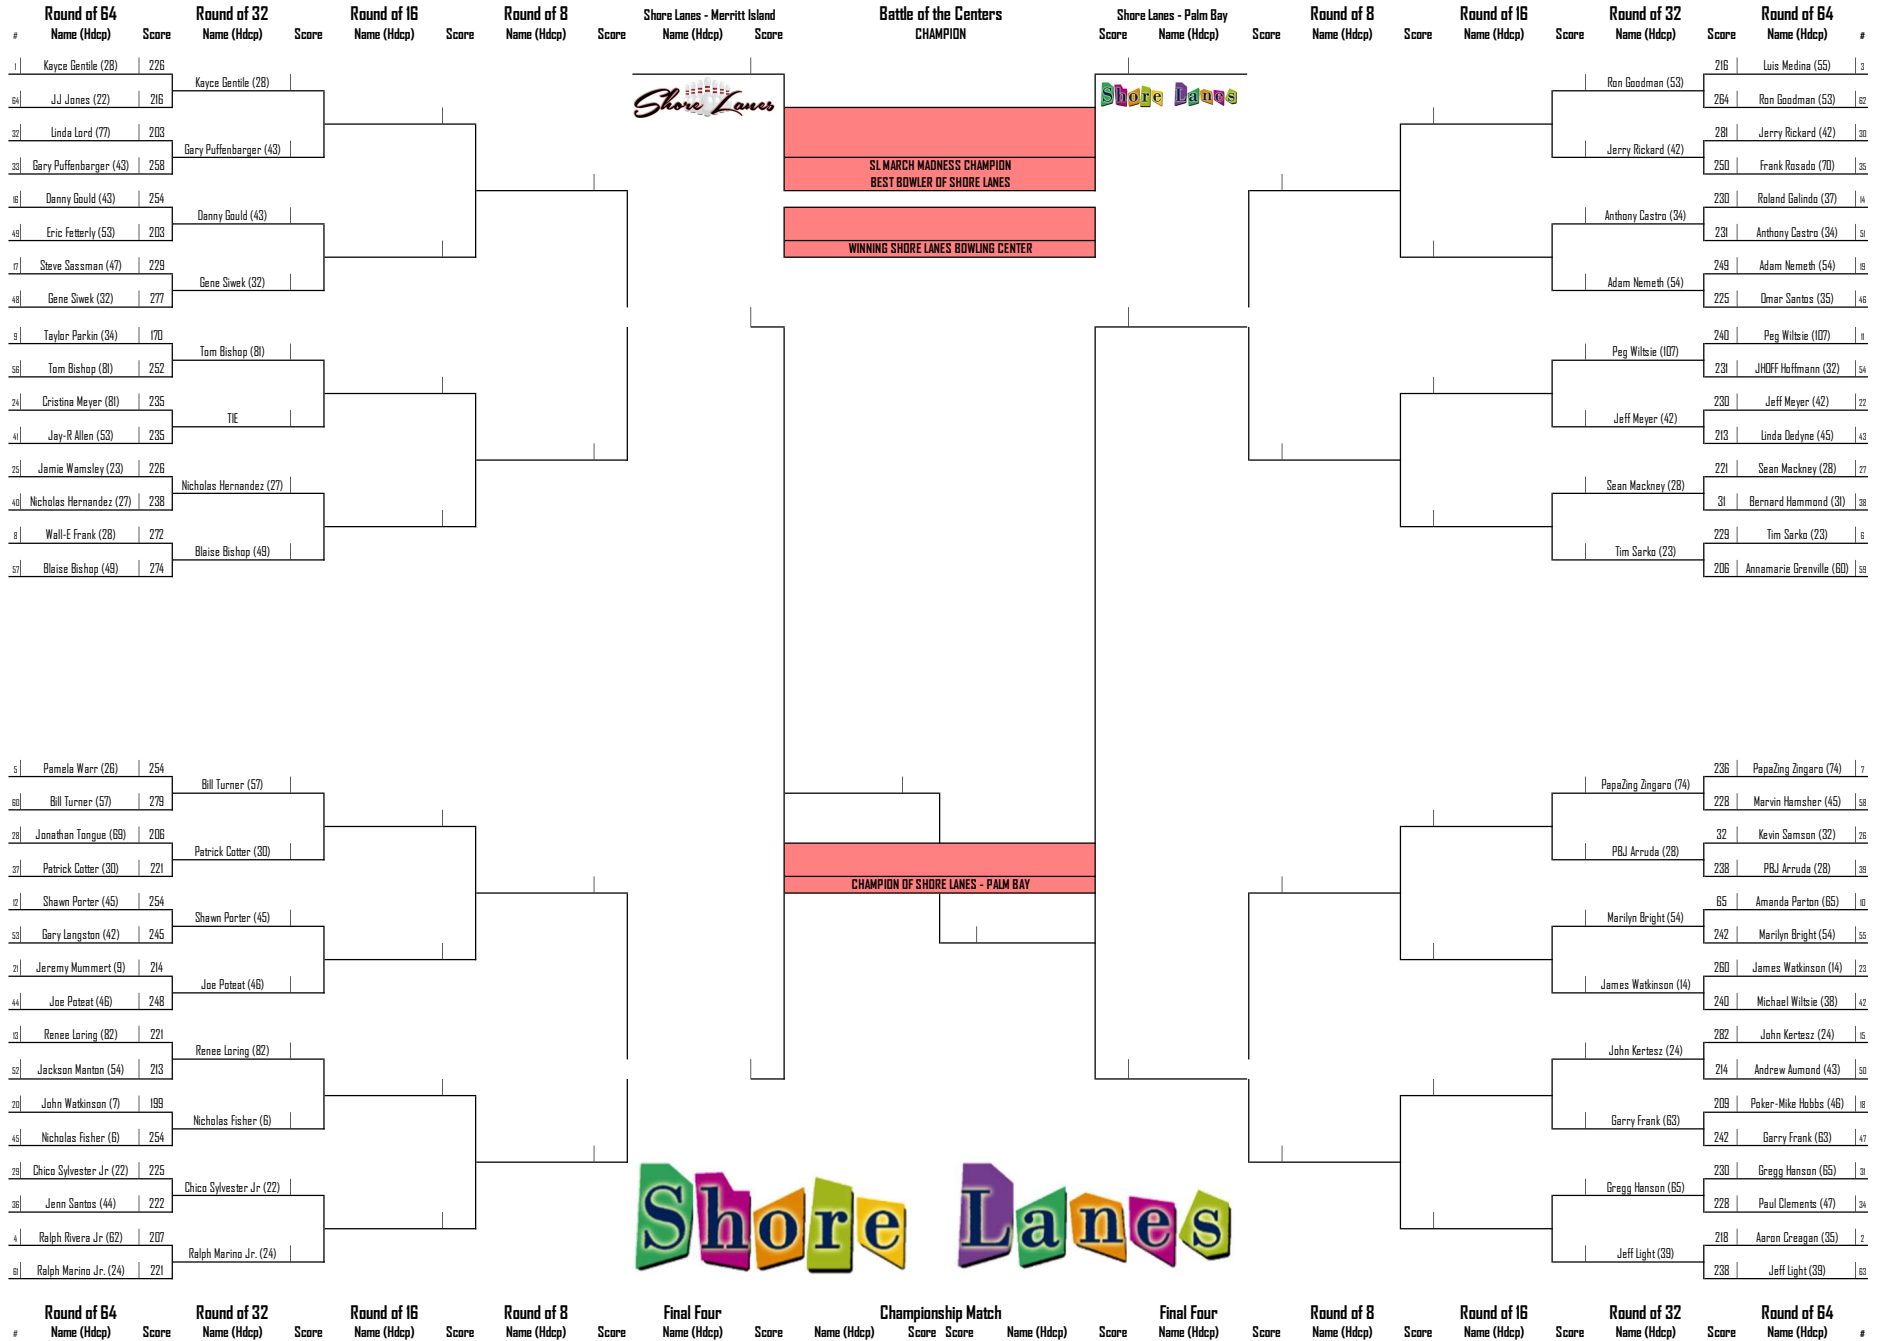 Round of 64 Round of 32 Round of 16 Round of 8 Shore Lanes - Merritt Island Battle of the Centers Shore Lanes - Palm Bay Round of 8 Round of 16 Round of 32 Round of 64
# Name (Hdcp) Score Name (Hdcp) Score Name (Hdcp) Score Name (Hdcp) Score Name (Hdcp) Score CHAMPION Score Name (Hdcp) Score Name (Hdcp) Score Name (Hdcp) Score Name (Hdcp) Score Name (Hdcp) #
1 Kayce Gentile (28) 226 216 Luis Medina (55) 3
Kayce Gentile (28) Ron Goodman (53)
Shore Lanes Shore Lanes
64 JJ Jones (22) 216 264 Ron Goodman (53) 62
32 Linda Lord (77) 203 281 Jerry Rickard (42) 30
Gary Puffenbarger (43) Jerry Rickard (42)
33 Gary Puffenbarger (43) 258 SL MARCH MADNESS CHAMPION 250 Frank Rosado (70) 35
BEST BOWLER OF SHORE LANES
16 Danny Gould (43) 254 230 Roland Galindo (37) 14
Danny Gould (43) Anthony Castro (34)
49 Eric Fetterly (53) 203 231 Anthony Castro (34) 51
WINNING SHORE LANES BOWLING CENTER
17 Steve Sassman (47) 229 249 Adam Nemeth (54) 19
Gene Siwek (32) Adam Nemeth (54)
48 Gene Siwek (32) 277 225 Omar Santos (35) 46
9 Taylor Parkin (34) 170 240 Peg Wiltsie (107) 11
Tom Bishop (81) Peg Wiltsie (107)
56 Tom Bishop (81) 252 231 JHOFF Hoffmann (32) 54
24 Cristina Meyer (81) 235 230 Jeff Meyer (42) 22
TIE Jeff Meyer (42)
41 Jay-R Allen (53) 235 213 Linda Dedyne (45) 43
25 Jamie Wamsley (23) 226 221 Sean Mackney (28) 27
Nicholas Hernandez (27) Sean Mackney (28)
40 Nicholas Hernandez (27) 238 31 Bernard Hammond (31) 38
8 Wall-E Frank (28) 272 229 Tim Sarko (23) 6
Blaise Bishop (49) Tim Sarko (23)
57 Blaise Bishop (49) 274 206 Annamarie Grenville (60) 59
5 Pamela Warr (26) 254 236 PapaZing Zingaro (74) 7
Bill Turner (57) PapaZing Zingaro (74)
60 Bill Turner (57) 279 228 Marvin Hamsher (45) 58
28 Jonathan Tongue (69) 206 32 Kevin Samson (32) 26
Patrick Cotter (30) PBJ Arruda (28)
37 Patrick Cotter (30) 221 238 PBJ Arruda (28) 39
CHAMPION OF SHORE LANES - PALM BAY
12 Shawn Porter (45) 254 65 Amanda Parton (65) 10
Shawn Porter (45) Marilyn Bright (54)
53 Gary Langston (42) 245 242 Marilyn Bright (54) 55
21 Jeremy Mummert (9) 214 260 James Watkinson (14) 23
Joe Poteat (46) James Watkinson (14)
44 Joe Poteat (46) 248 240 Michael Wiltsie (38) 42
13 Renee Loring (82) 221 282 John Kertesz (24) 15
Renee Loring (82) John Kertesz (24)
52 Jackson Manton (54) 213 214 Andrew Aumond (43) 50
20 John Watkinson (7) 199 209 Poker-Mike Hobbs (46) 18
Nicholas Fisher (6) Garry Frank (63)
45 Nicholas Fisher (6) 254 242 Garry Frank (63) 47
29 Chico Sylvester Jr (22) 225 230 Gregg Hanson (65) 31
Chico Sylvester Jr (22) Gregg Hanson (65)
36 Jenn Santos (44) 222 228 Paul Clements (47) 34
Shore Lanes
4 Ralph Rivera Jr (62) 207 218 Aaron Creagan (35) 2
Ralph Marino Jr. (24) Jeff Light (39)
61 Ralph Marino Jr. (24) 221 238 Jeff Light (39) 63
Round of 64 Round of 32 Round of 16 Round of 8 Final Four Championship Match Final Four Round of 8 Round of 16 Round of 32 Round of 64
# Name (Hdcp) Score Name (Hdcp) Score Name (Hdcp) Score Name (Hdcp) Score Name (Hdcp) Score Name (Hdcp) Score Score Name (Hdcp) Score Name (Hdcp) Score Name (Hdcp) Score Name (Hdcp) Score Name (Hdcp) Score Name (Hdcp) #